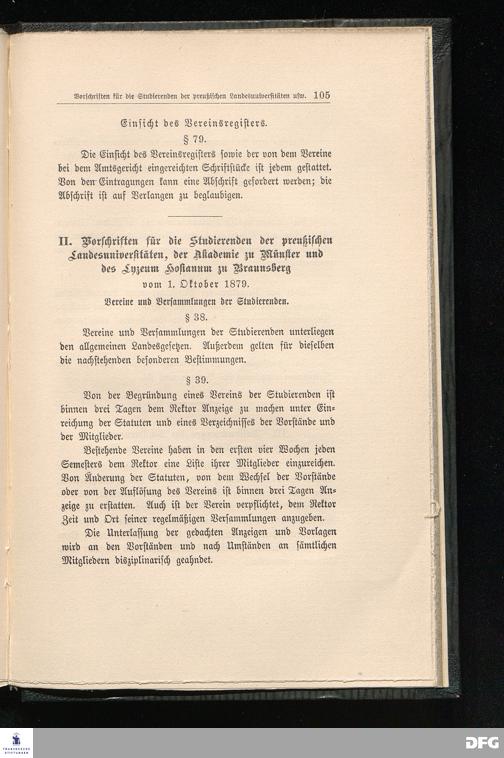 Vorschriften für die Studierenden der preußischen Landesuniversitäten usw. 105
Einsicht des Vereinsregisters.
§ 79.
Die Einsicht des Vereinsregisters sowie der von dem Vereine
bei dem Amtsgericht eingereichten Schriftstücke ist jedem gestattet.
Von den Eintragungen kann eine Abschrift gefordert werden; die
Abschrift ist auf Verlangen zu beglaubigen.
II. Vorschriften für die Studierenden der preußischen
Landesuniversitäten, der Akademie zu Münster und
des Lyzeum Hosianum zu Braunsberg
vom 1. Oktober 1879.
Vereine und Versammlungen der Studierenden.
§ 38.
Vereine und Versammlungen der Studierenden unterliegen
den allgemeinen Landesgesetzen. Außerdem gelten für dieselben
die nachstehenden besonderen Bestimmungen.
§ 39.
Von der Begründung eines Vereins der Studierenden ist
binnen drei Tagen dem Rektor Anzeige zu machen unter Ein-
reichung der Statuten und eines Verzeichnisses der Vorstände und
der Mitglieder.
Bestehende Vereine haben in den ersten vier Wochen jeden
Semesters dem Rektor eine Liste ihrer Mitglieder einzureichen.
Von Änderung der Statuten, von dem Wechsel der Vorstände
oder von der Auflösung des Vereins ist binnen drei Tagen An-
zeige zu erstatten. Auch ist der Verein verpflichtet, dem Rektor
Zeit und Ort seiner regelmäßigen Versammlungen anzugeben.
Die Unterlassung der gedachten Anzeigen und Vorlagen
wird an den Vorständen und nach Umständen an sämtlichen
Mitgliedern disziplinarisch geahndet.
FRANCKESCHE
STIFTUNGEN
DFG